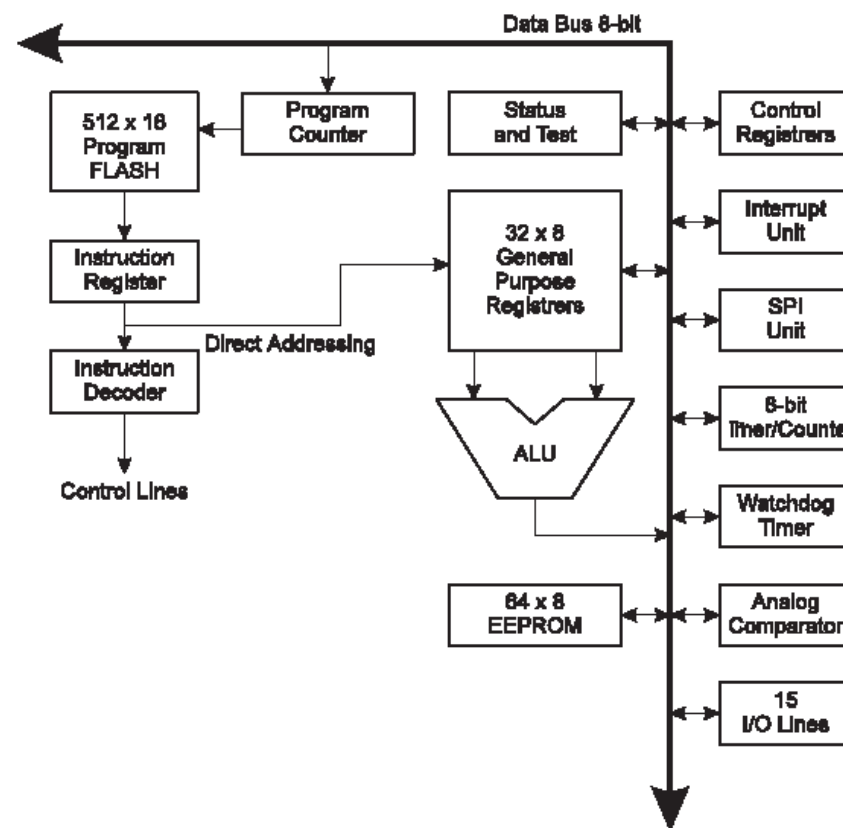 Data Bus 8-bit
512 x 16
Program
FLASH
Program
Counter
Status
and Test
Control
Registrers
Instruction
Register
32 x 8
General
Purpose
Registrers
Interrupt
Unit
Direct Addressing
SPI
Unit
Instruction
Decoder
Control Lines
ALU
8-bit
Timer/Counte
Watchdog
Timer
64 x 8
EEPROM
Analog
Comparator
15
I/O Lines